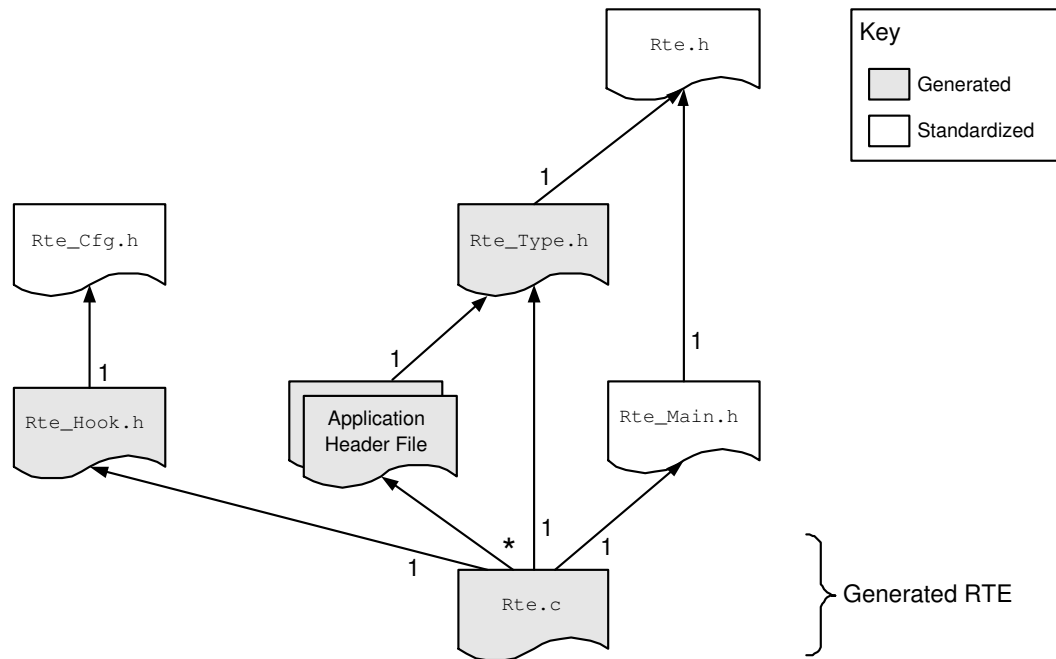 Rte.h
Key
Generated
Standardized
1
Rte_Cfg.h
Rte_Type.h
1
1
1
Rte_Hook.h
Application
Header File
Rte_Main.h
1
*
1
1
Rte.c
Generated RTE